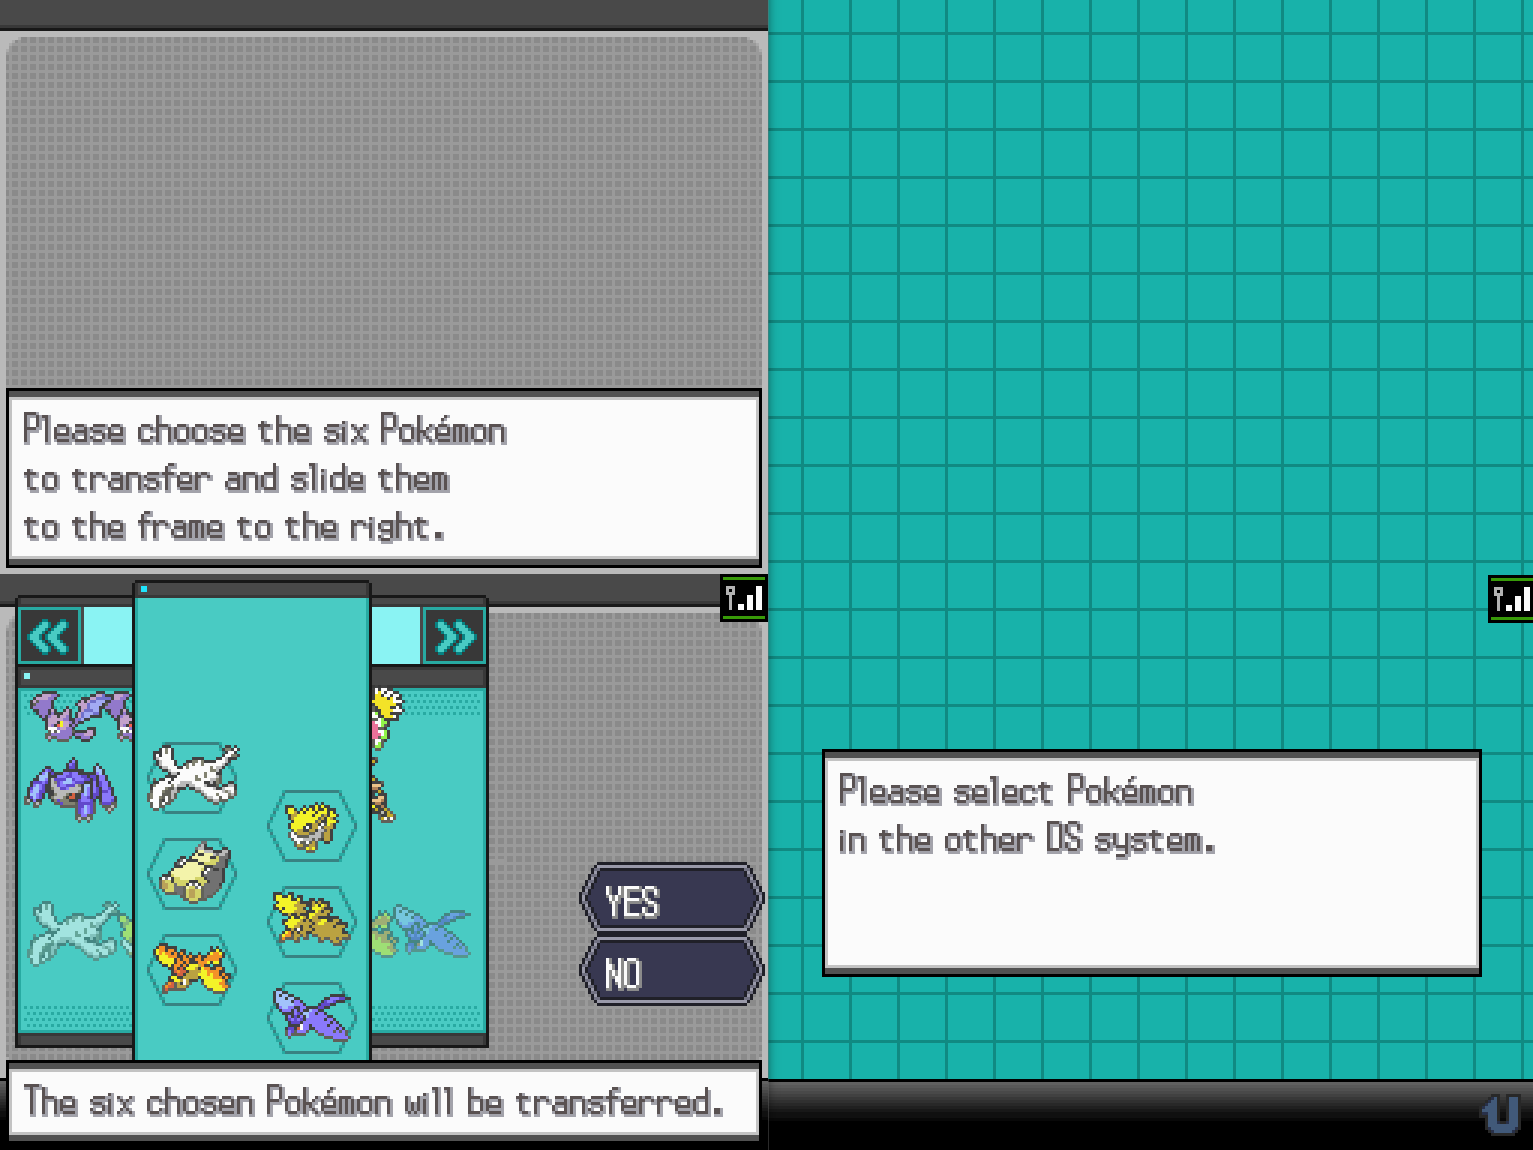 Please choose the six Pokémon
to transfer and slide them
to the frame to the right.
YES
NO
The six chosen Pokémon will be transferred.
Please select Pokémon
in the other DS system.